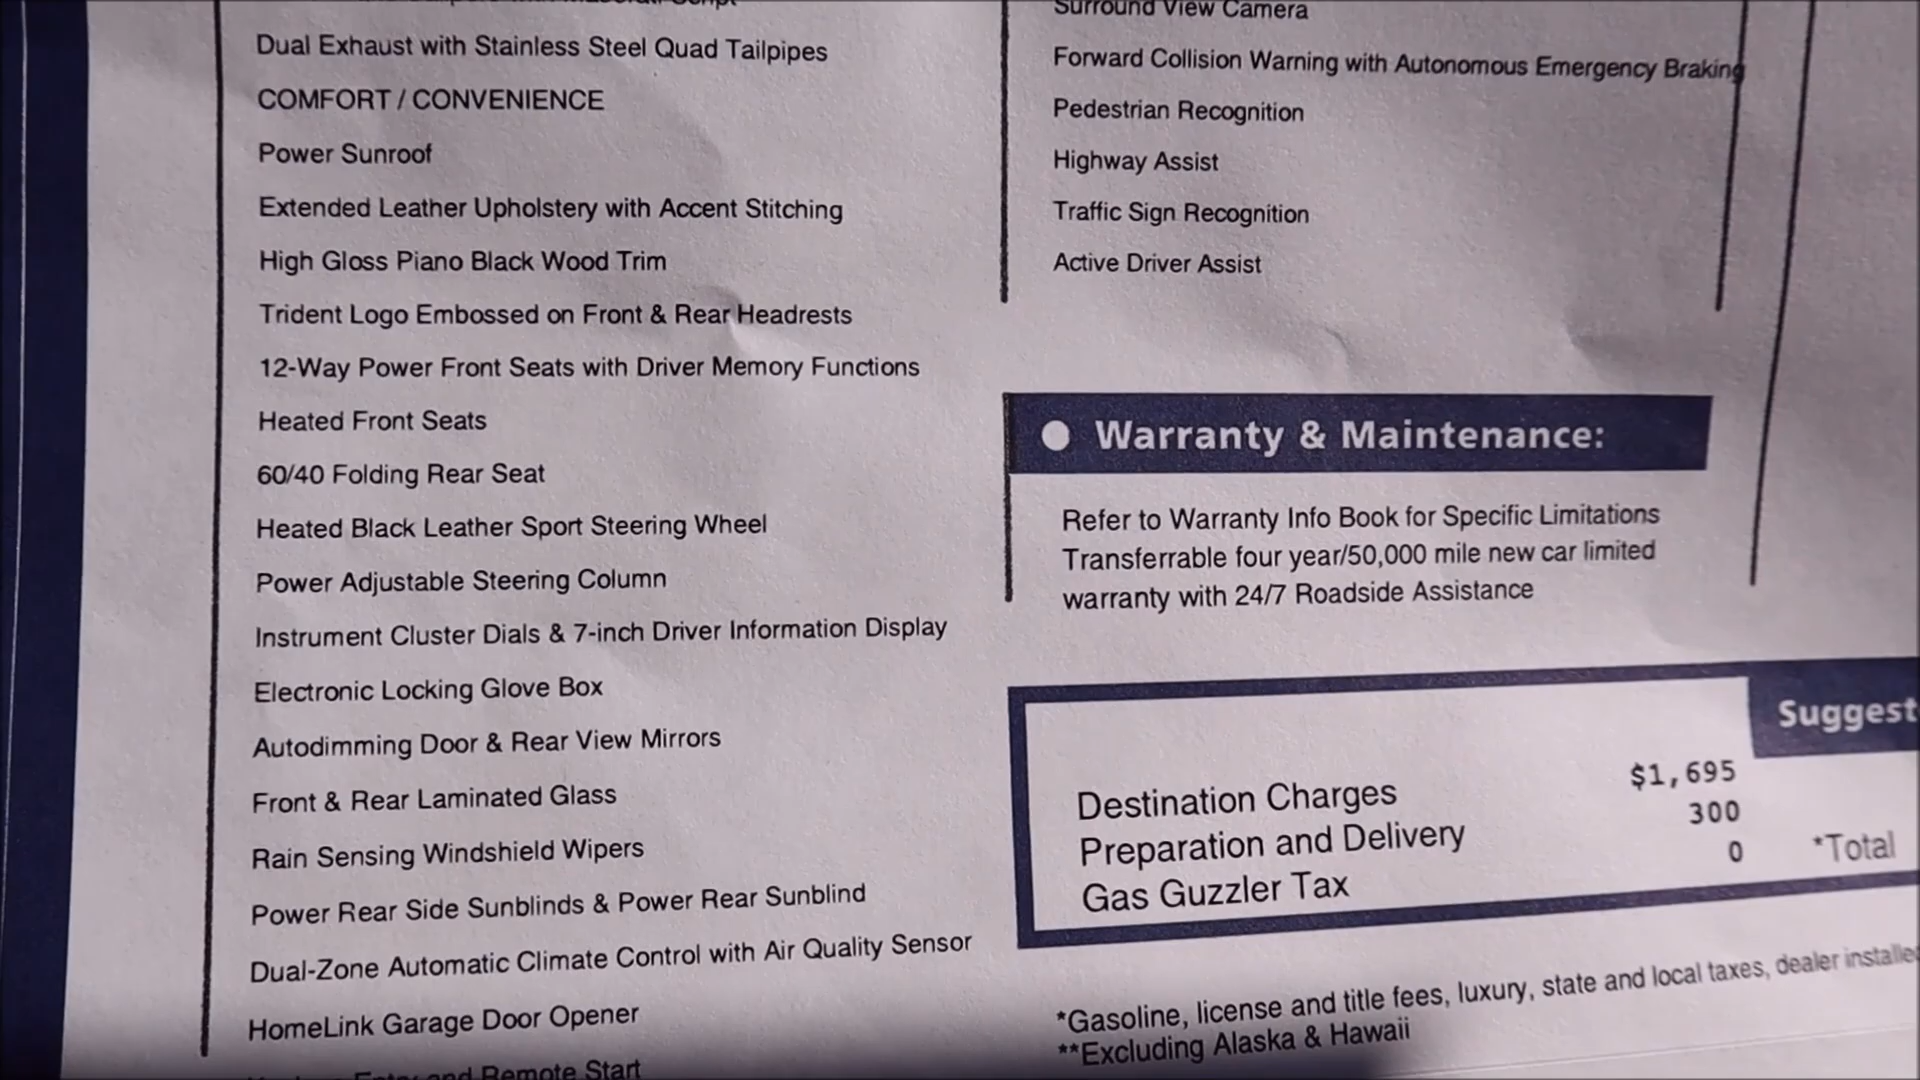 Dual Exhaust with Stainless Steel Quad Tailpipes
COMFORT / CONVENIENCE
Power Sunroof
Extended Leather Upholstery with Accent Stitching
High Gloss Piano Black Wood Trim
Trident Logo Embossed on Front & Rear Headrests
12-Way Power Front Seats with Driver Memory Functions
Heated Front Seats
60/40 Folding Rear Seat
Heated Black Leather Sport Steering Wheel
Power Adjustable Steering Column
Instrument Cluster Dials & 7-inch Driver Information Display
Electronic Locking Glove Box
Autodimming Door & Rear View Mirrors
Front & Rear Laminated Glass
Rain Sensing Windshield Wipers
Power Rear Side Sunblinds & Power Rear Sunblind
Dual-Zone Automatic Climate Control with Air Quality Sensor
HomeLink Garage Door Opener
Entry and Remote Start
Surround View Camera
Forward Collision Warning with Autonomous Emergency Braking
Pedestrian Recognition
Highway Assist
Traffic Sign Recognition
Active Driver Assist
Warranty & Maintenance:
Refer to Warranty Info Book for Specific Limitations
Transferrable four year/50,000 mile new car limited
warranty with 24/7 Roadside Assistance
Suggest
Destination Charges $1,695
Preparation and Delivery 300
Gas Guzzler Tax 0 *Total
*Gasoline, license and title fees, luxury, state and local taxes, dealer installe
**Excluding Alaska & Hawaii